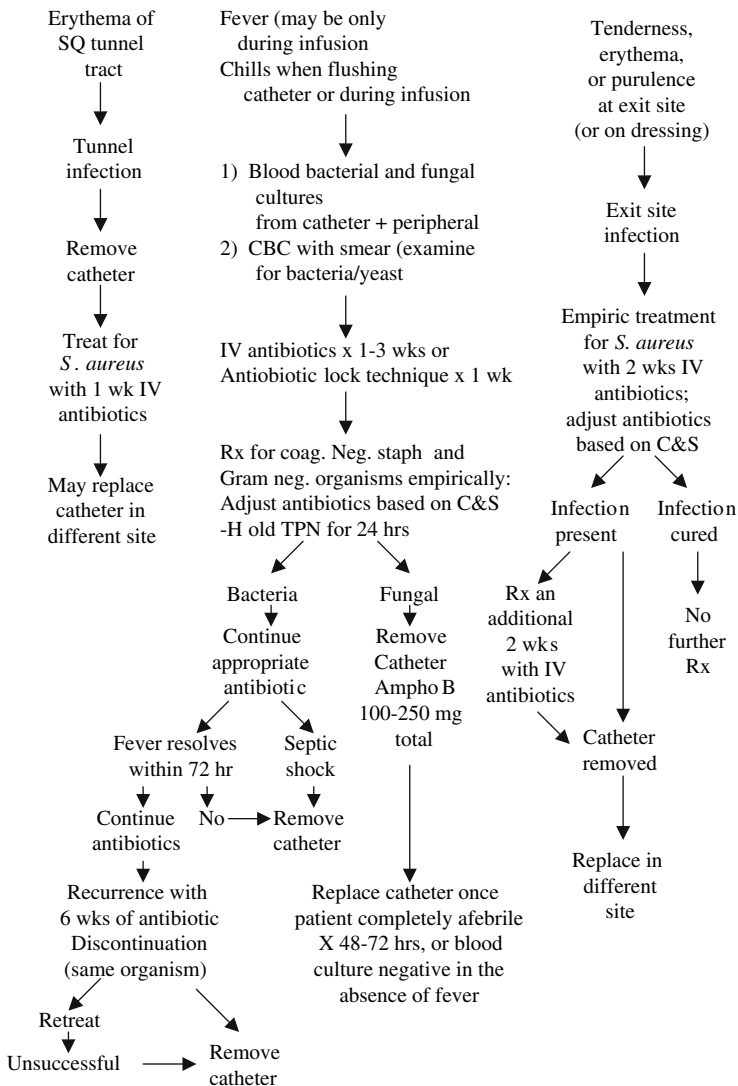 Erythema of
SQ tunnel
tract
Tunnel
infection
Remove
catheter
Treat for
S. aureus
with 1 wk IV
antibiotics
May replace
catheter in
different site
Fever (may be only
during infusion
Chills when flushing
catheter or during infusion
1) Blood bacterial and fungal
cultures
from catheter + peripheral
2) CBC with smear (examine
for bacteria/yeast
IV antibiotics x 1-3 wks or
Antiobiotic lock technique x 1 wk
Rx for coag. Neg. staph and
Gram neg. organisms empirically:
Adjust antibiotics based on C&S
-H old TPN for 24 hrs
Bacteria
Continue
appropriate
antibiotic
Fever resolves
within 72 hr
Septic
shock
Continue
antibiotics
No
Remove
catheter
Recurrence with
6 wks of antibiotic
Discontinuation
(same organism)
Retreat
Unsuccessful
Remove
catheter
Fungal
Remove
Catheter
Ampho B
100-250 mg
total
Replace catheter once
patient completely afebrile
X 48-72 hrs, or blood
culture negative in the
absence of fever
Tenderness,
erythema,
or purulence
at exit site
(or on dressing)
Exit site
infection
Empiric treatment
for S. aureus
with 2 wks IV
antibiotics;
adjust antibiotics
based on C&S
Infection
present
Infection
cured
Rx an
additional
2 wks
with IV
antibiotics
No
further
Rx
Catheter
removed
Replace in
different
site